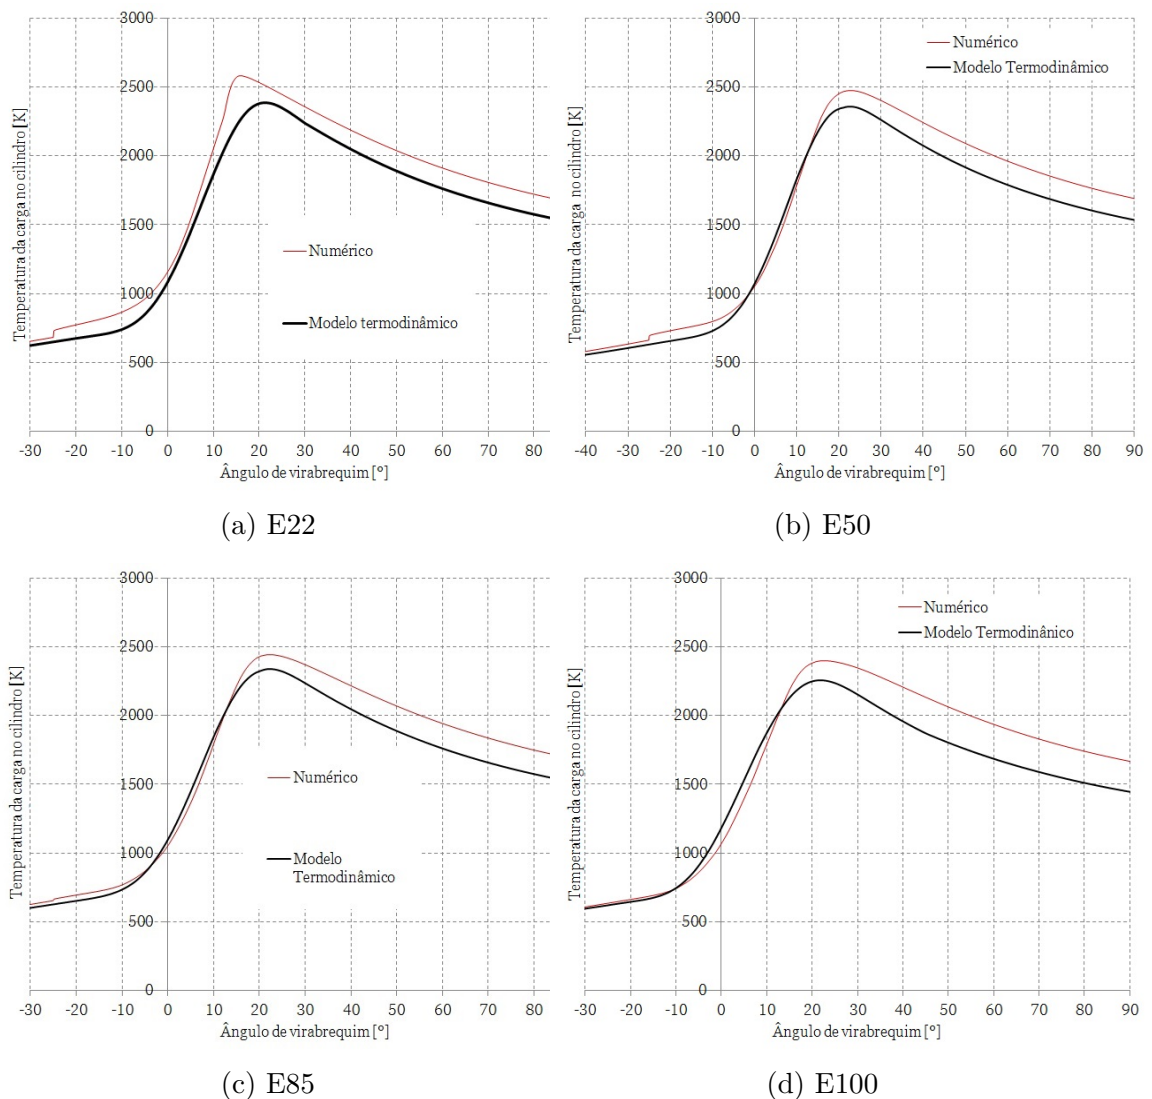 3000
2500
2000
1500
1000
500
0
-30 -20 -10 0 10 20 30 40 50 60 70 80
Temperatura da carga no cilindro [K]
Ângulo de virabrequim [°]
Numérico
Modelo termodinâmico
(a) E22
3000
2500
2000
1500
1000
500
0
-40 -30 -20 -10 0 10 20 30 40 50 60 70 80 90
Temperatura da carga no cilindro [K]
Ângulo de virabrequim [°]
Numérico
Modelo Termodinâmico
(b) E50
3000
2500
2000
1500
1000
500
0
-30 -20 -10 0 10 20 30 40 50 60 70 80
Temperatura da carga no cilindro [K]
Ângulo de virabrequim [°]
Numérico
Modelo
Termodinâmico
(c) E85
3000
2500
2000
1500
1000
500
0
-30 -20 -10 0 10 20 30 40 50 60 70 80 90
Temperatura da carga no cilindro [K]
Ângulo de virabrequim [°]
Numérico
Modelo Termodinânico
(d) E100